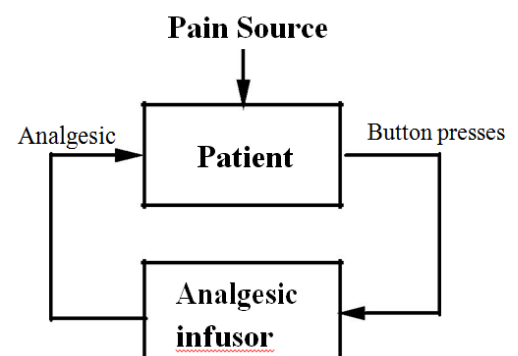 Pain Source
Analgesic
Button presses
Patient
Analgesic
infusor